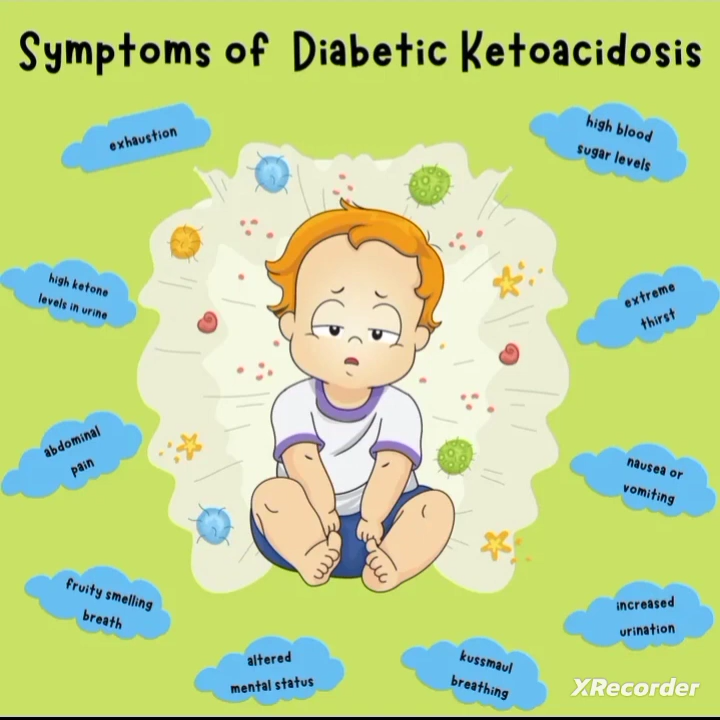 Symptoms of Diabetic Ketoacidosis
exhaustion
high blood
sugar levels
high ketone
levels in urine
extreme
thirst
abdominal
pain
nausea or
vomiting
fruity smelling
breath
increased
urination
altered
mental status
kussmaul
breathing
XRecorder